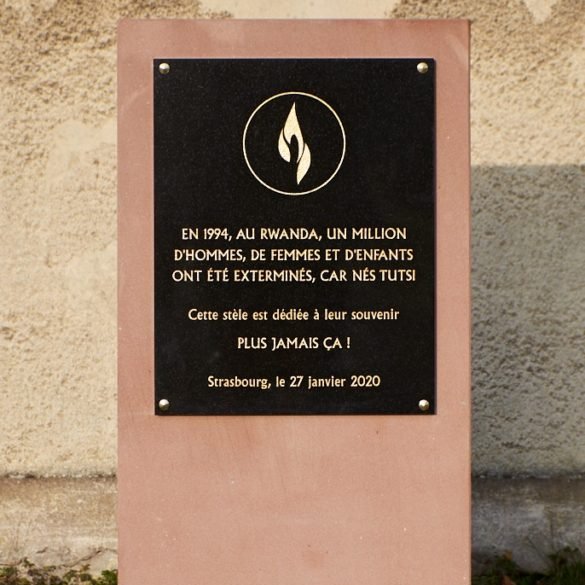 EN 1994, AU RWANDA, UN MILLION
D'HOMMES, DE FEMMES ET D'ENFANTS
ONT ÉTÉ EXTERMINÉS, CAR NÉS TUTSI
Cette stèle est dédiée à leur souvenir
PLUS JAMAIS ÇA !
Strasbourg, le 27 janvier 2020